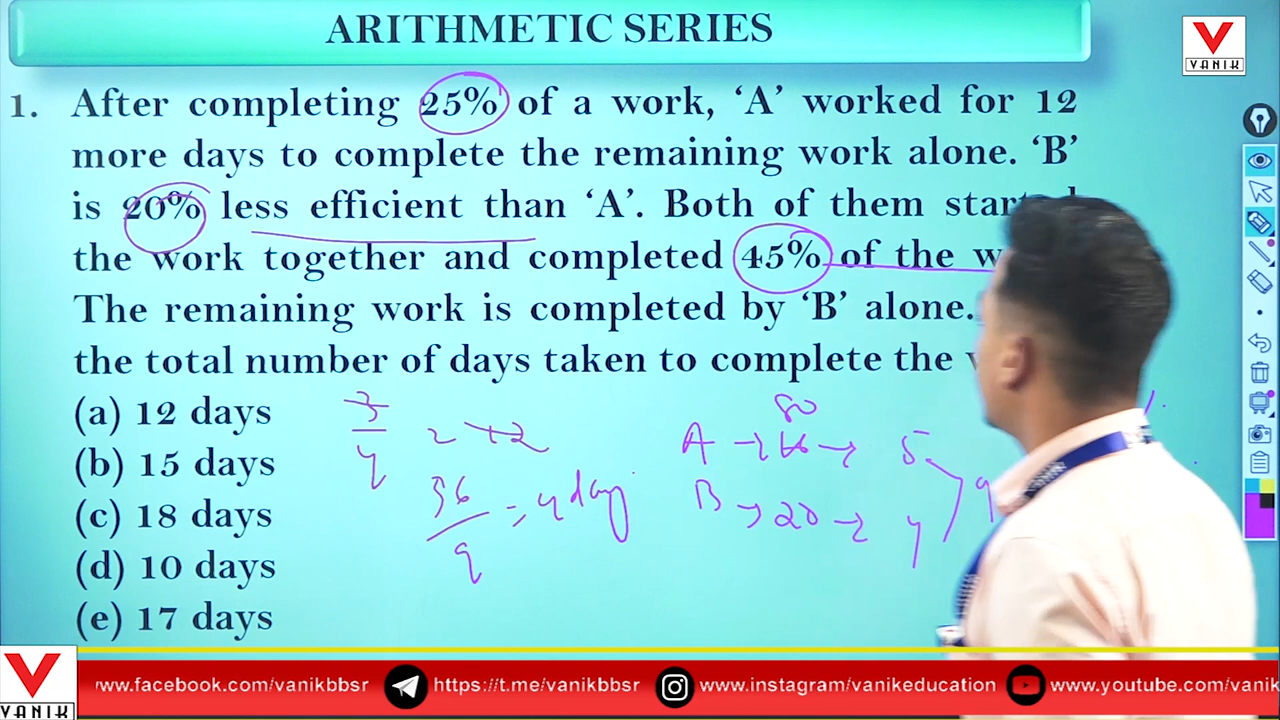 ARITHMETIC SERIES
VANIK
1. After completing 25% of a work, ‘A’ worked for 12
more days to complete the remaining work alone. ‘B’
is 20% less efficient than ‘A’. Both of them start
the work together and completed 45% of the w
The remaining work is completed by ‘B’ alone.
the total number of days taken to complete the
(a) 12 days
(b) 15 days
(c) 18 days
(d) 10 days
(e) 17 days
3/4 = 12
36/9 = 4 day
80
A → 16 → 5
B → 20 → 4
9
VANIK
www.facebook.com/vanikbbsr
https://t.me/vanikbbsr
www.instagram/vanikeducation
www.youtube.com/vanik